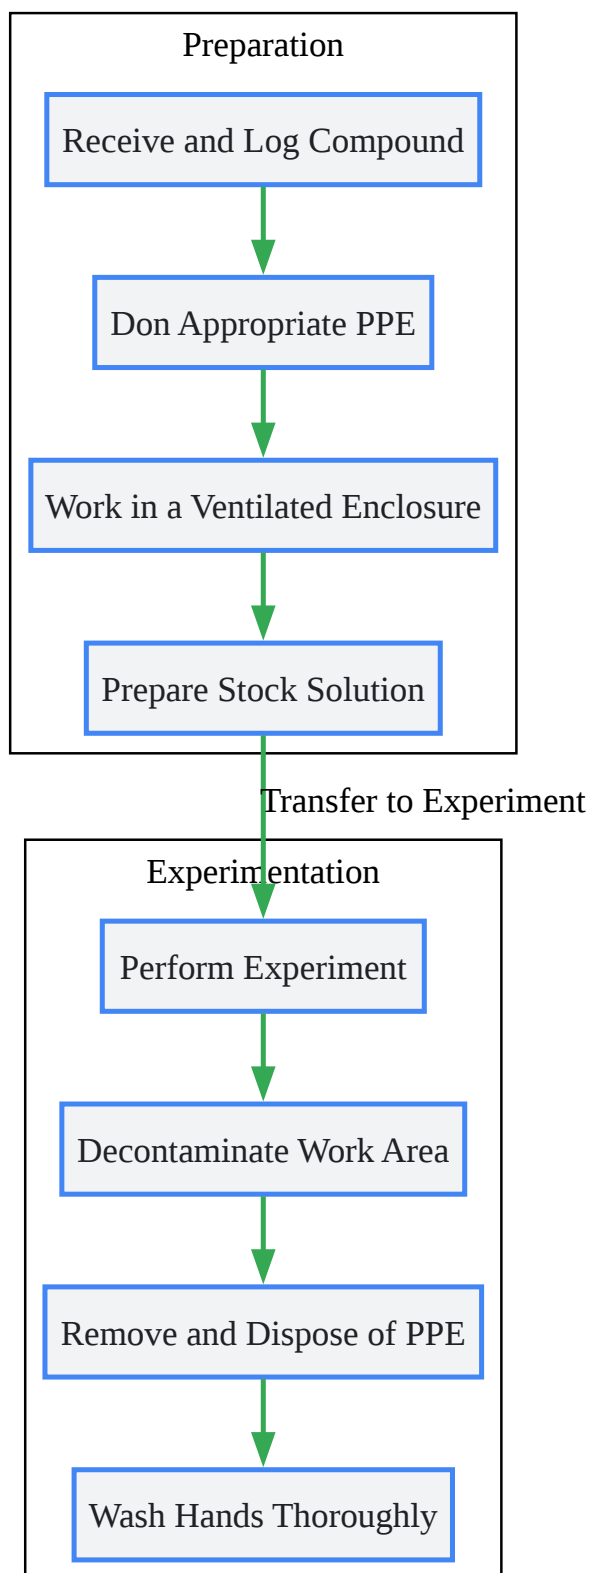 Preparation
Receive and Log Compound
Don Appropriate PPE
Work in a Ventilated Enclosure
Prepare Stock Solution
Transfer to Experiment
Experimentation
Perform Experiment
Decontaminate Work Area
Remove and Dispose of PPE
Wash Hands Thoroughly